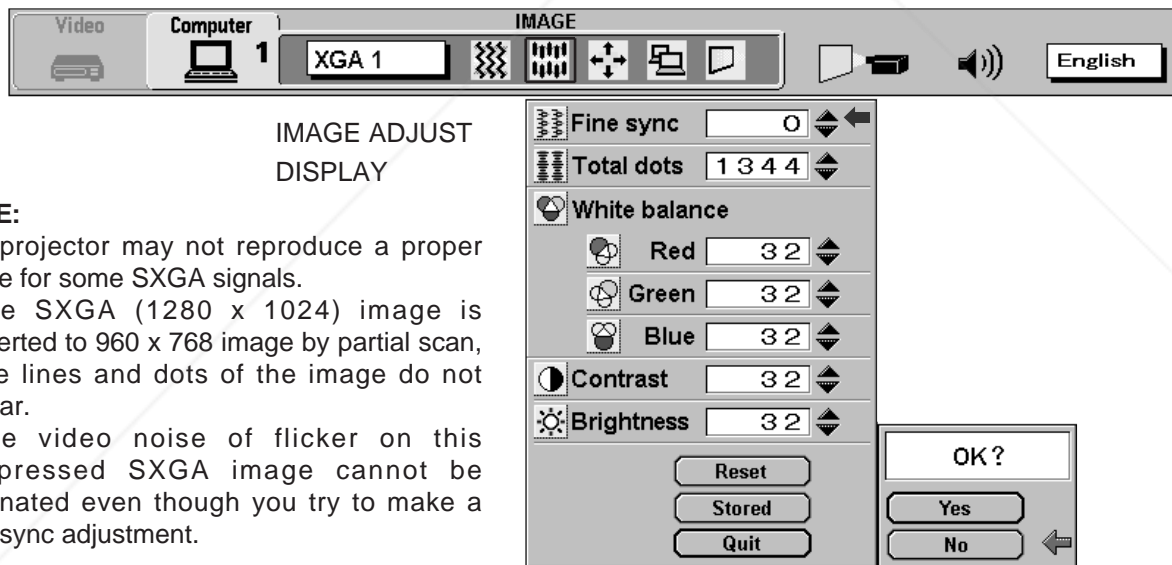 Video
Computer
IMAGE
1
XGA 1
English
IMAGE ADJUST
DISPLAY
E:
projector may not reproduce a proper
e for some SXGA signals.
e SXGA (1280 x 1024) image is
erted to 960 x 768 image by partial scan,
e lines and dots of the image do not
ar.
e video noise of flicker on this
pressed SXGA image cannot be
nated even though you try to make a
sync adjustment.
Fine sync 0
Total dots 1344
White balance
Red 32
Green 32
Blue 32
Contrast 32
Brightness 32
Reset
Stored
Quit
OK?
Yes
No